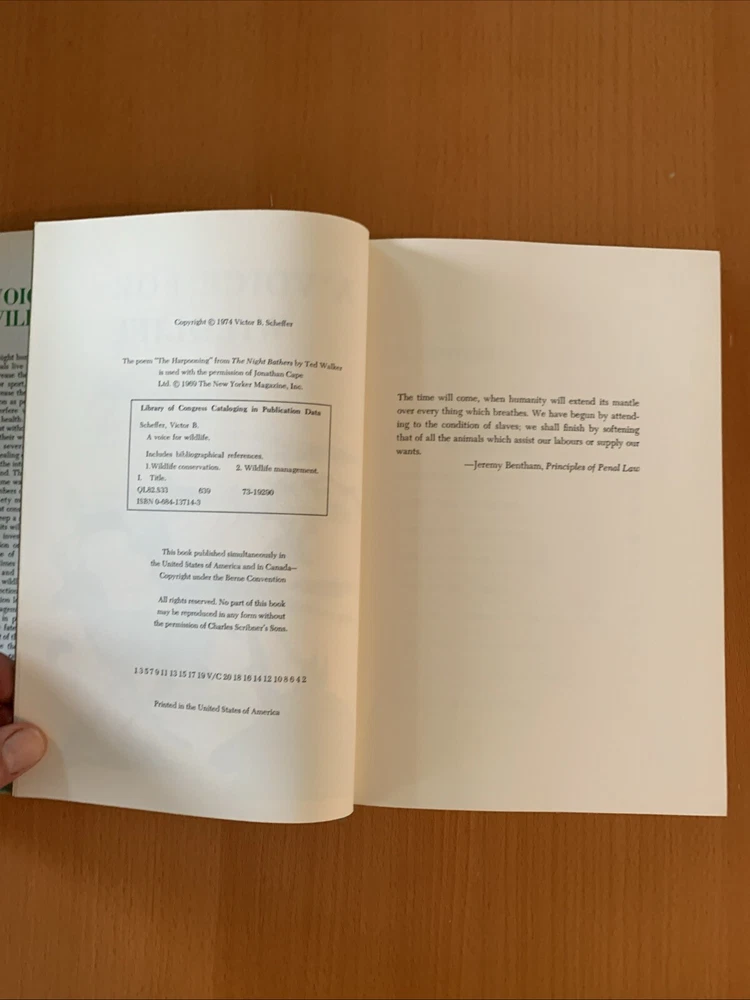 Copyright © 1974 Victor B. Scheffer
The poem "The Harpooning" from The Night Bathers by Ted Walker
is used with the permission of Jonathan Cape
Ltd. © 1969 The New Yorker Magazine, Inc.
Library of Congress Cataloging in Publication Data
Scheffer, Victor B.
A voice for wildlife.
Includes bibliographical references.
1. Wildlife conservation. 2. Wildlife management.
I. Title.
QL82.S33 639 73-19290
ISBN 0-684-13714-3
This book published simultaneously in
the United States of America and in Canada—
Copyright under the Berne Convention
All rights reserved. No part of this book
may be reproduced in any form without
the permission of Charles Scribner's Sons.
1 3 5 7 9 11 13 15 17 19 V/C 20 18 16 14 12 10 8 6 4 2
Printed in the United States of America
The time will come, when humanity will extend its mantle
over every thing which breathes. We have begun by attend-
ing to the condition of slaves; we shall finish by softening
that of all the animals which assist our labours or supply our
wants.
—Jeremy Bentham, Principles of Penal Law